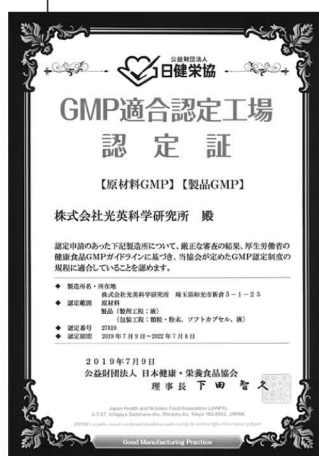 公益財団法人
日健栄協
GMP適合認定工場
認定証
【原材料GMP】【製品GMP】
株式会社光英科学研究所 殿
認定申請のあった下記製造所について、厳正な審査の結果、厚生労働省の
健康食品GMPガイドラインに基づき、当協会が定めたGMP認定制度の
規程に適合していることを認めます。
◆ 製造所名・所在地
株式会社光英科学研究所 埼玉県和光市新倉5-1-25
◆ 認定範囲 原材料
製品(製剤工程:液)
(包装工程:顆粒・粉末、ソフトカプセル、液)
◆ 認定番号 27819
◆ 認定期間 2019年7月9日~2022年7月8日
2019年7月9日
公益財団法人 日本健康・栄養食品協会
理事長 下田 智久
Japan Health and Nutrition Food Association (JHNFA)
2-7-27, Ichigaya Sadohara-cho, Shinjuku-ku, Tokyo 162-0842, JAPAN
Good Manufacturing Practice